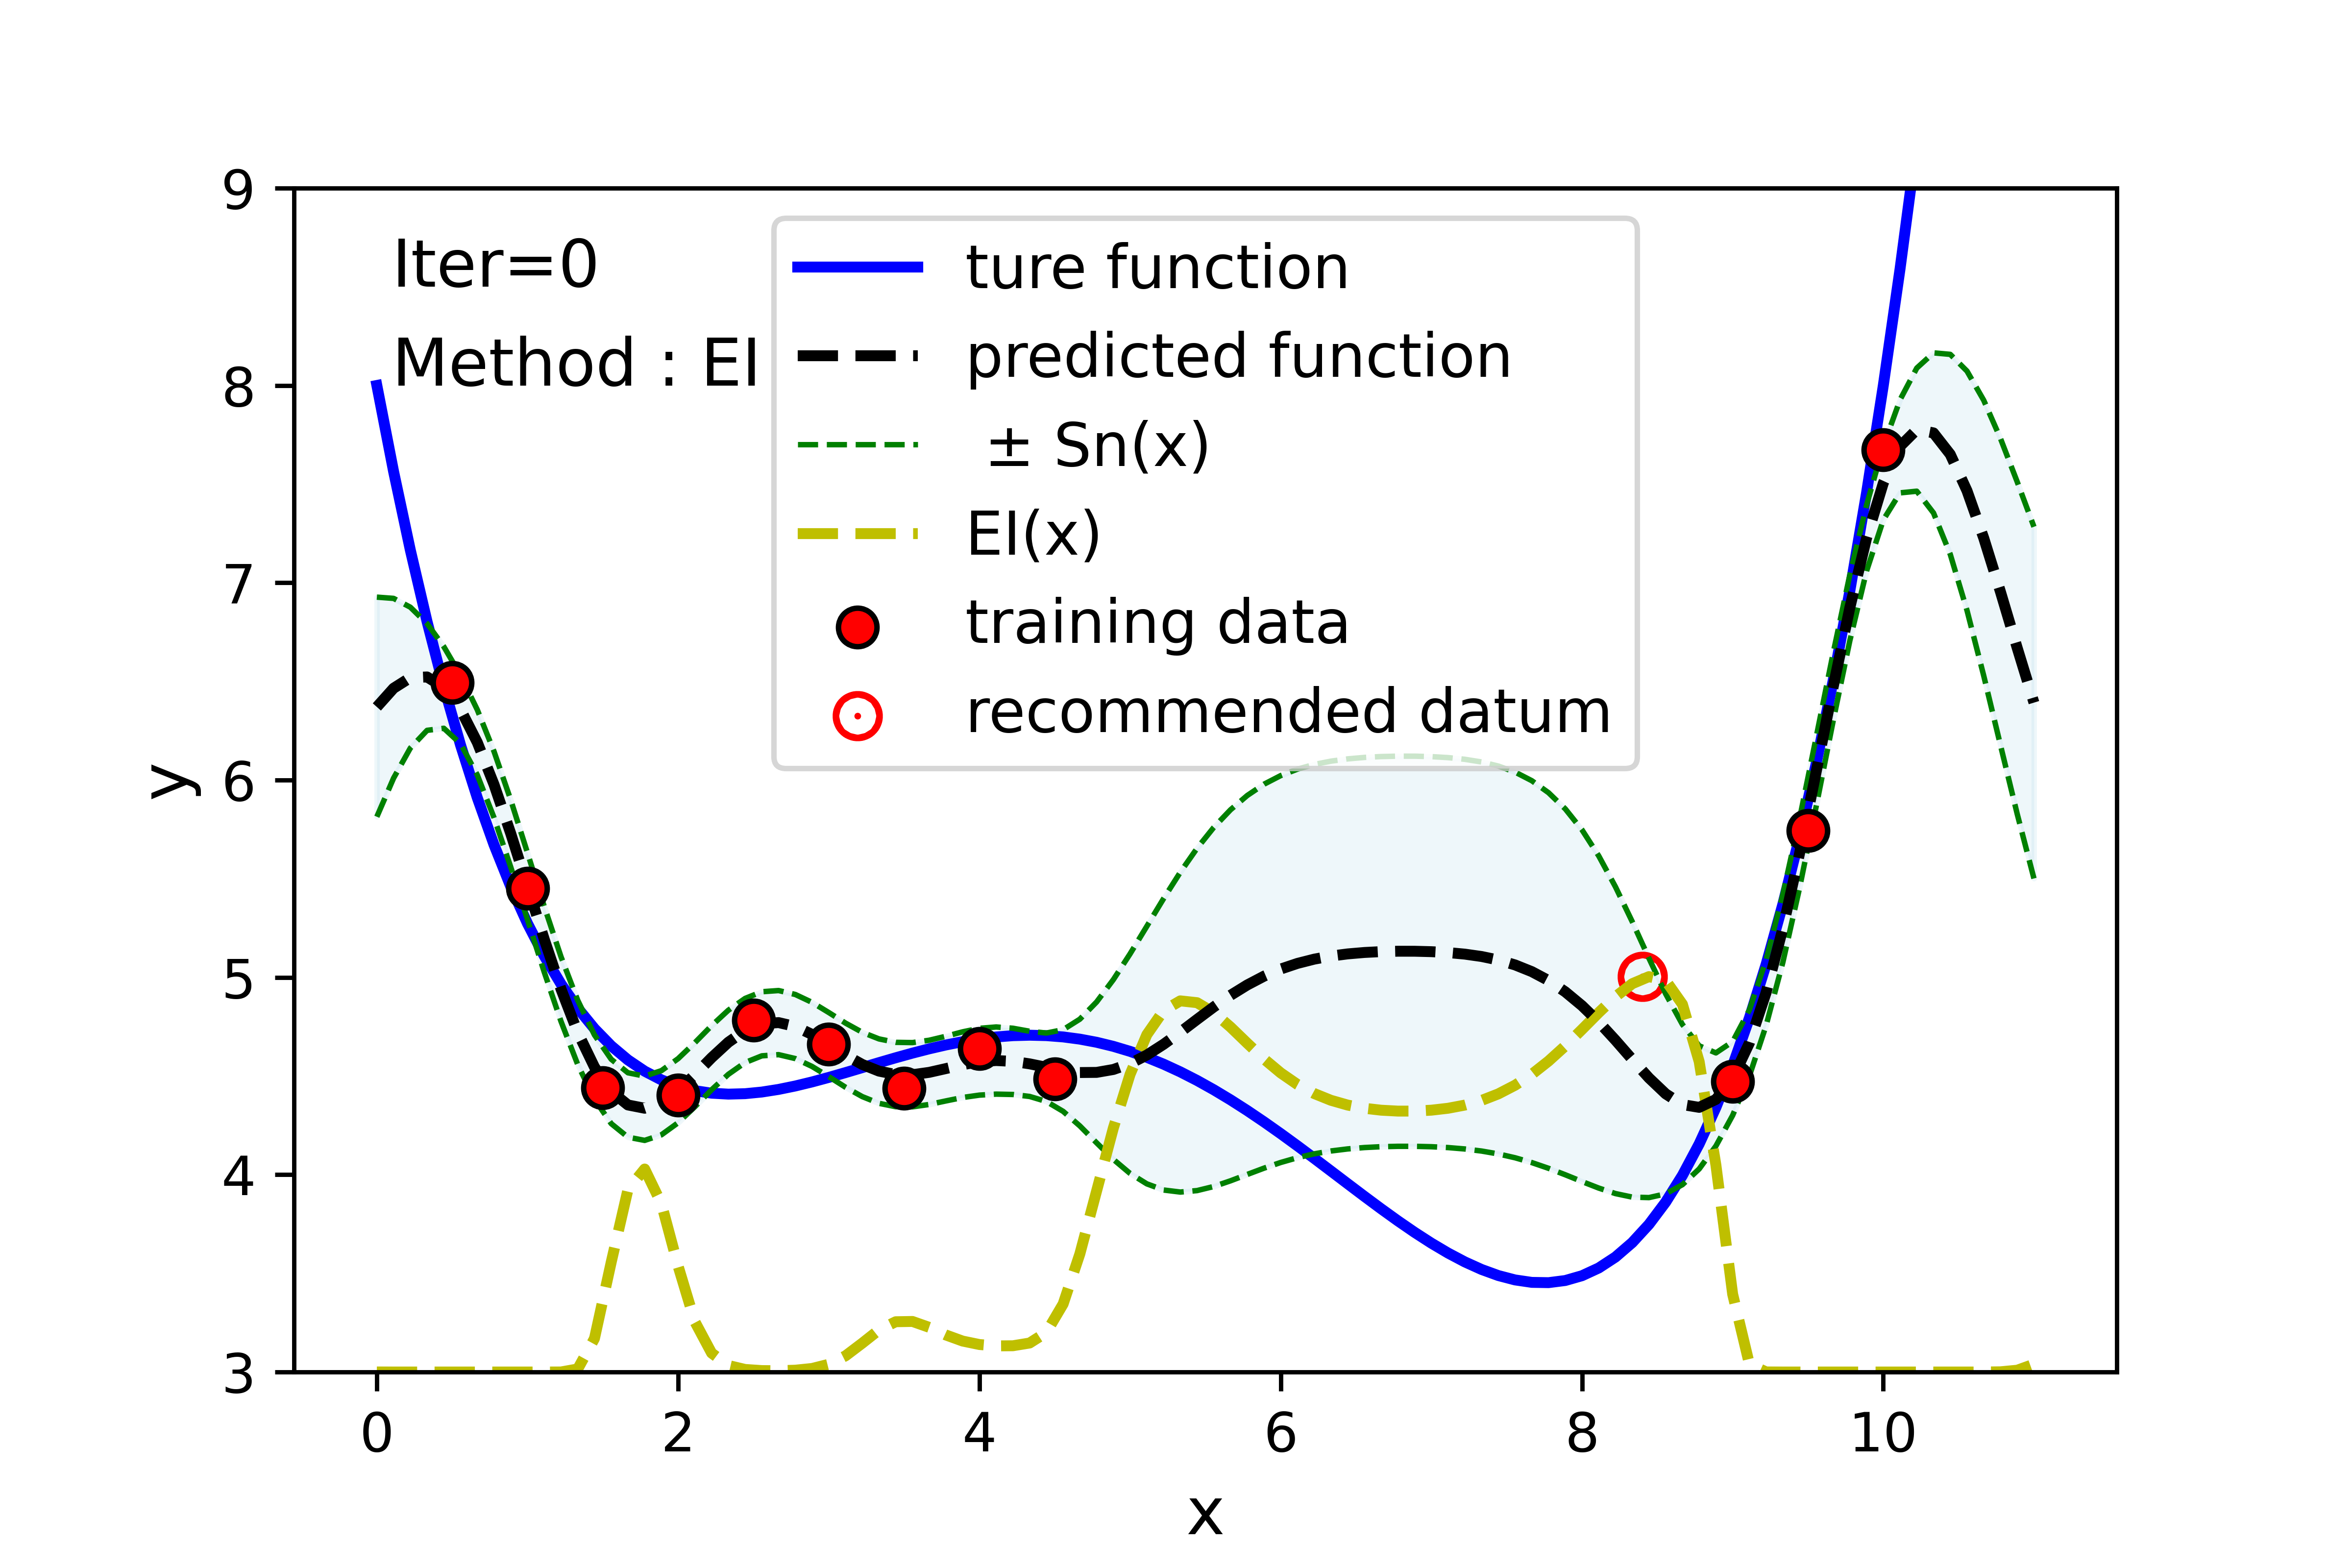 Iter=0
Method : EI
ture function
predicted function
± Sn(x)
EI(x)
training data
recommended datum
y
9
8
7
6
5
4
3
0 2 4 6 8 10
x